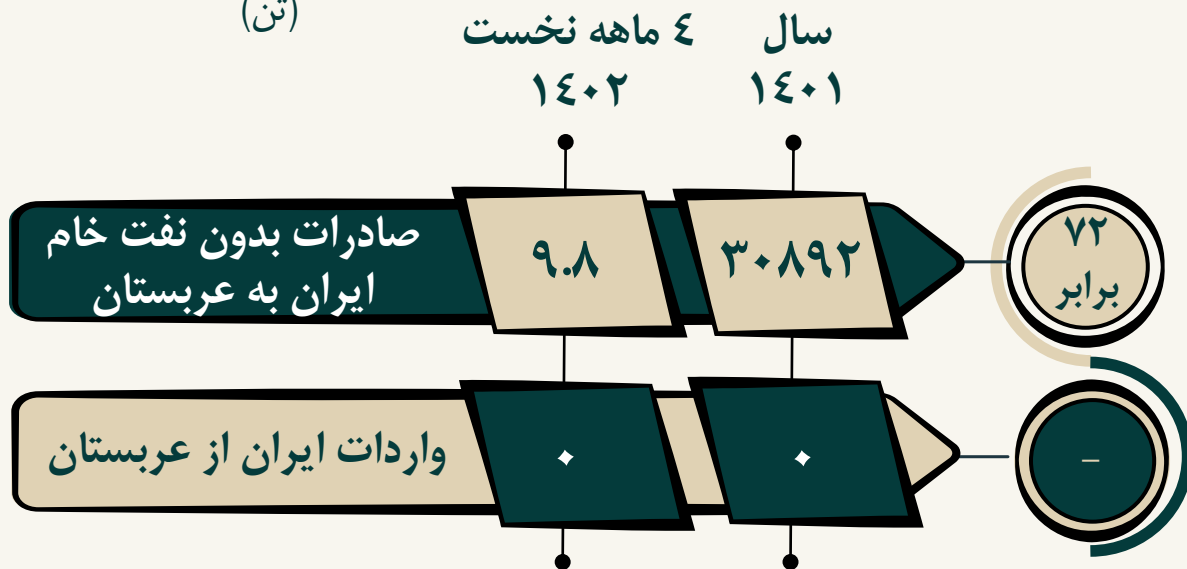 (تن)
سال
۱۴۰۱
۴ ماهه نخست
۱۴۰۲
۷۲
برابر
۳۰۸۹۲
۹.۸
صادرات بدون نفت خام
ایران به عربستان
–
۰
۰
واردات ایران از عربستان